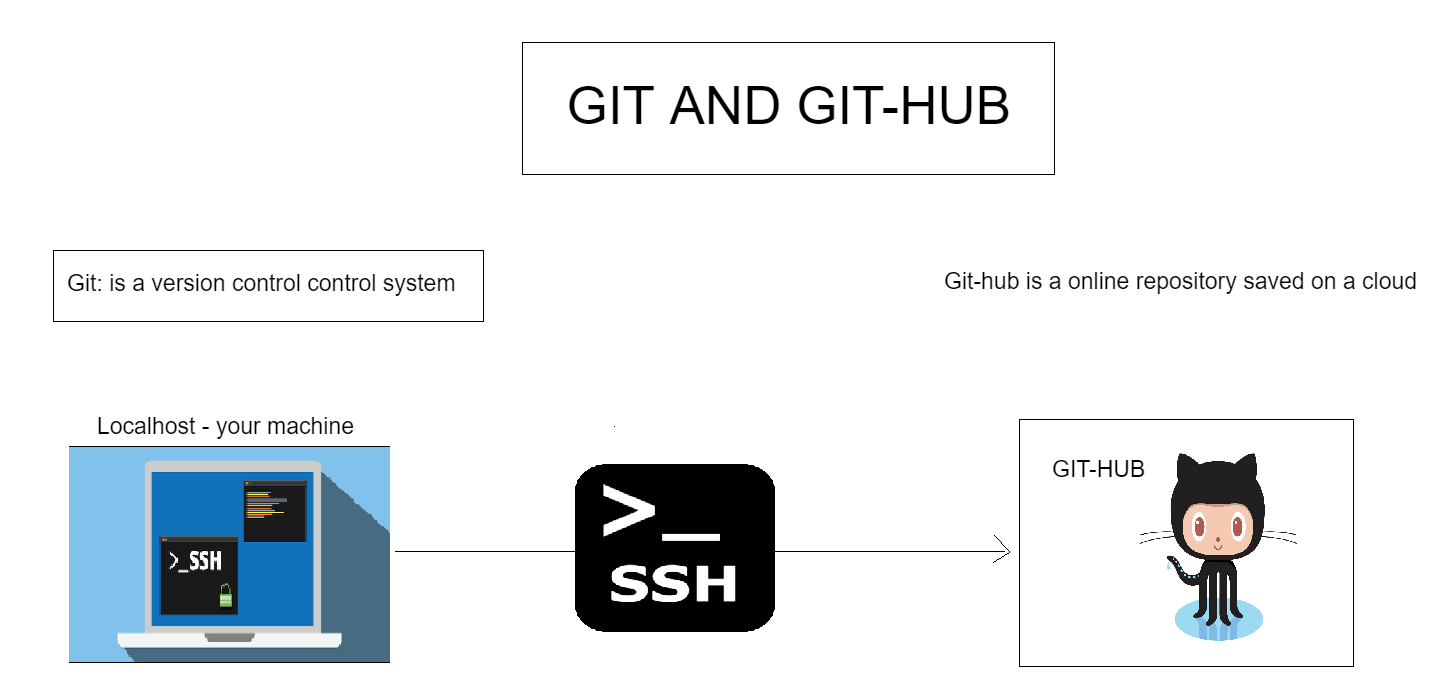 GIT AND GIT-HUB
Git: is a version control control system
Git-hub is a online repository saved on a cloud
Localhost - your machine
>_SSH
>_
SSH
GIT-HUB